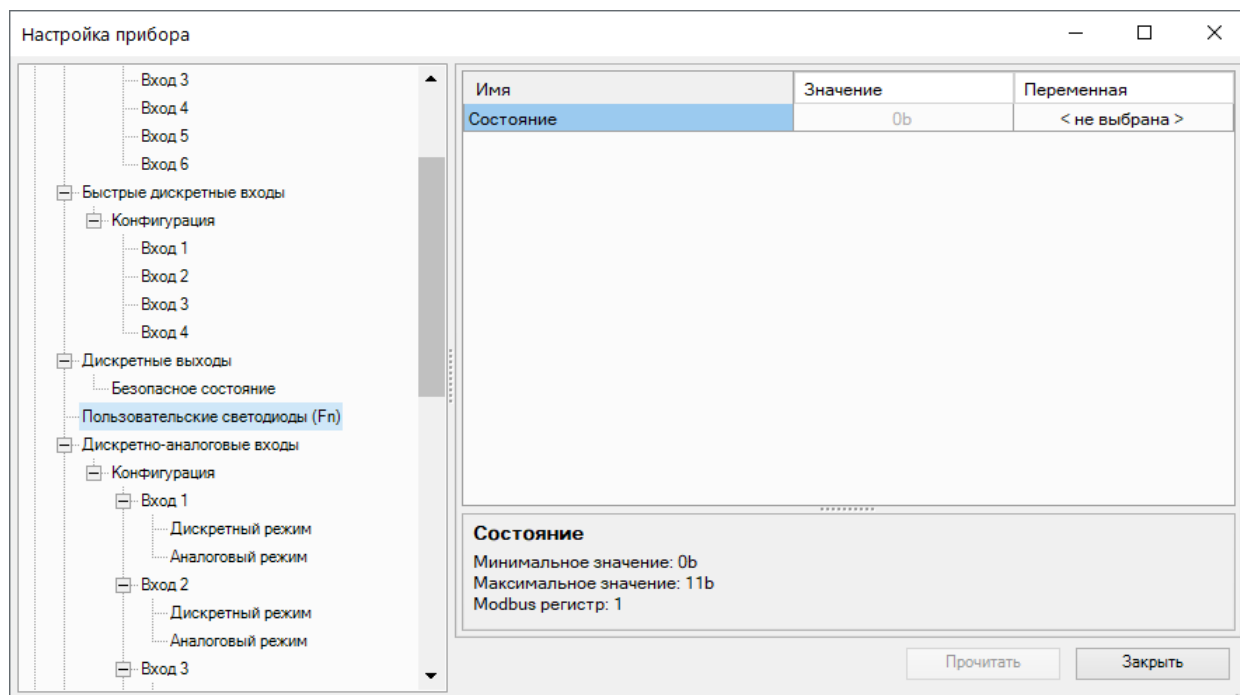 Настройка прибора
Вход 3
Вход 4
Вход 5
Вход 6
Быстрые дискретные входы
Конфигурация
Вход 1
Вход 2
Вход 3
Вход 4
Дискретные выходы
Безопасное состояние
Пользовательские светодиоды (Fn)
Дискретно-аналоговые входы
Конфигурация
Вход 1
Дискретный режим
Аналоговый режим
Вход 2
Дискретный режим
Аналоговый режим
Вход 3
Имя Значение Переменная
Состояние 0b < не выбрана >
Состояние
Минимальное значение: 0b
Максимальное значение: 11b
Modbus регистр: 1
Прочитать Закрыть